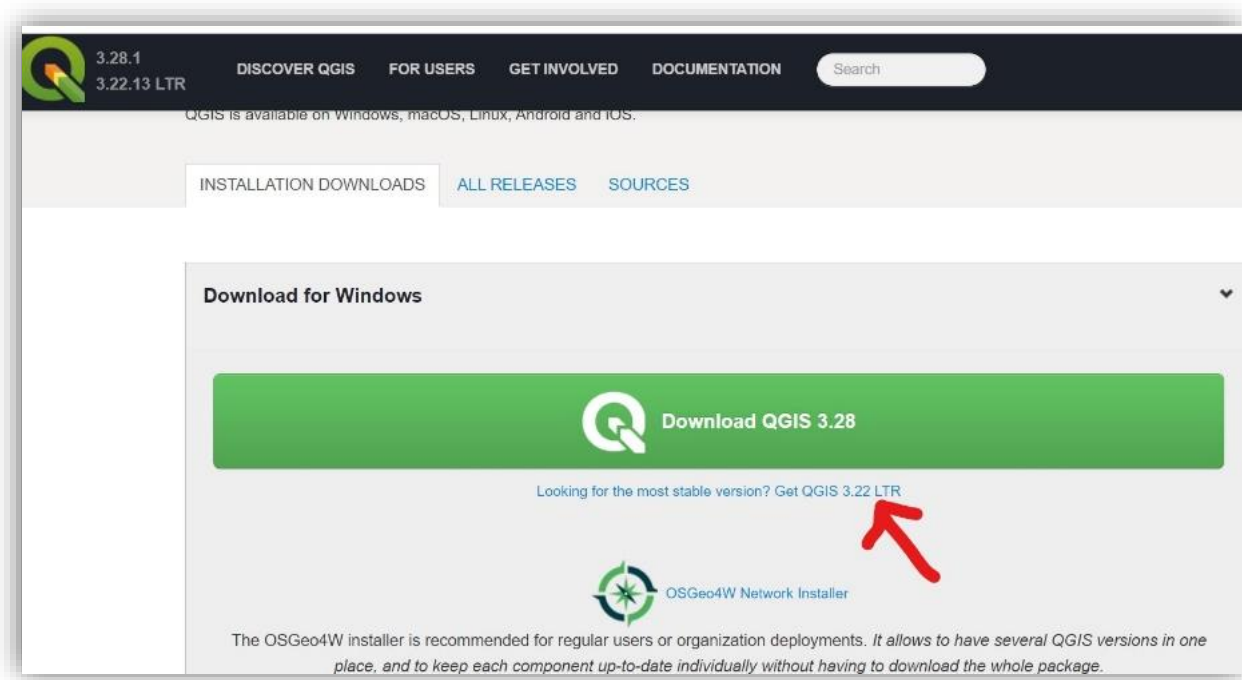 3.28.1
3.22.13 LTR
DISCOVER QGIS FOR USERS GET INVOLVED DOCUMENTATION Search
QGIS is available on Windows, macOS, Linux, Android and iOS.
INSTALLATION DOWNLOADS ALL RELEASES SOURCES
Download for Windows
Download QGIS 3.28
Looking for the most stable version? Get QGIS 3.22 LTR
OSGeo4W Network Installer
The OSGeo4W installer is recommended for regular users or organization deployments. It allows to have several QGIS versions in one
place, and to keep each component up-to-date individually without having to download the whole package.